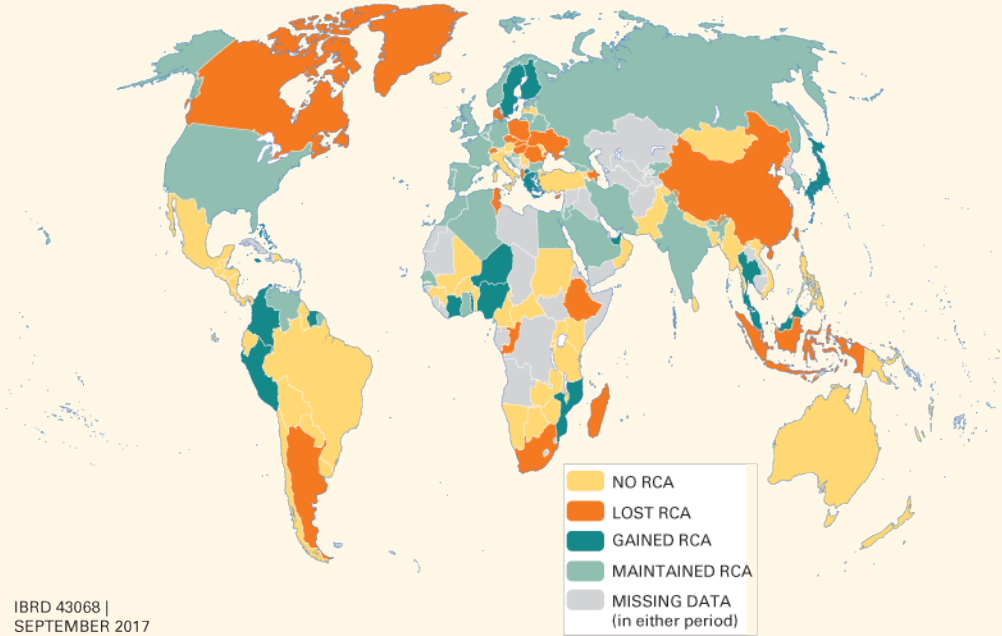 NO RCA
LOST RCA
GAINED RCA
MAINTAINED RCA
MISSING DATA
(in either period)
IBRD 43068 |
SEPTEMBER 2017